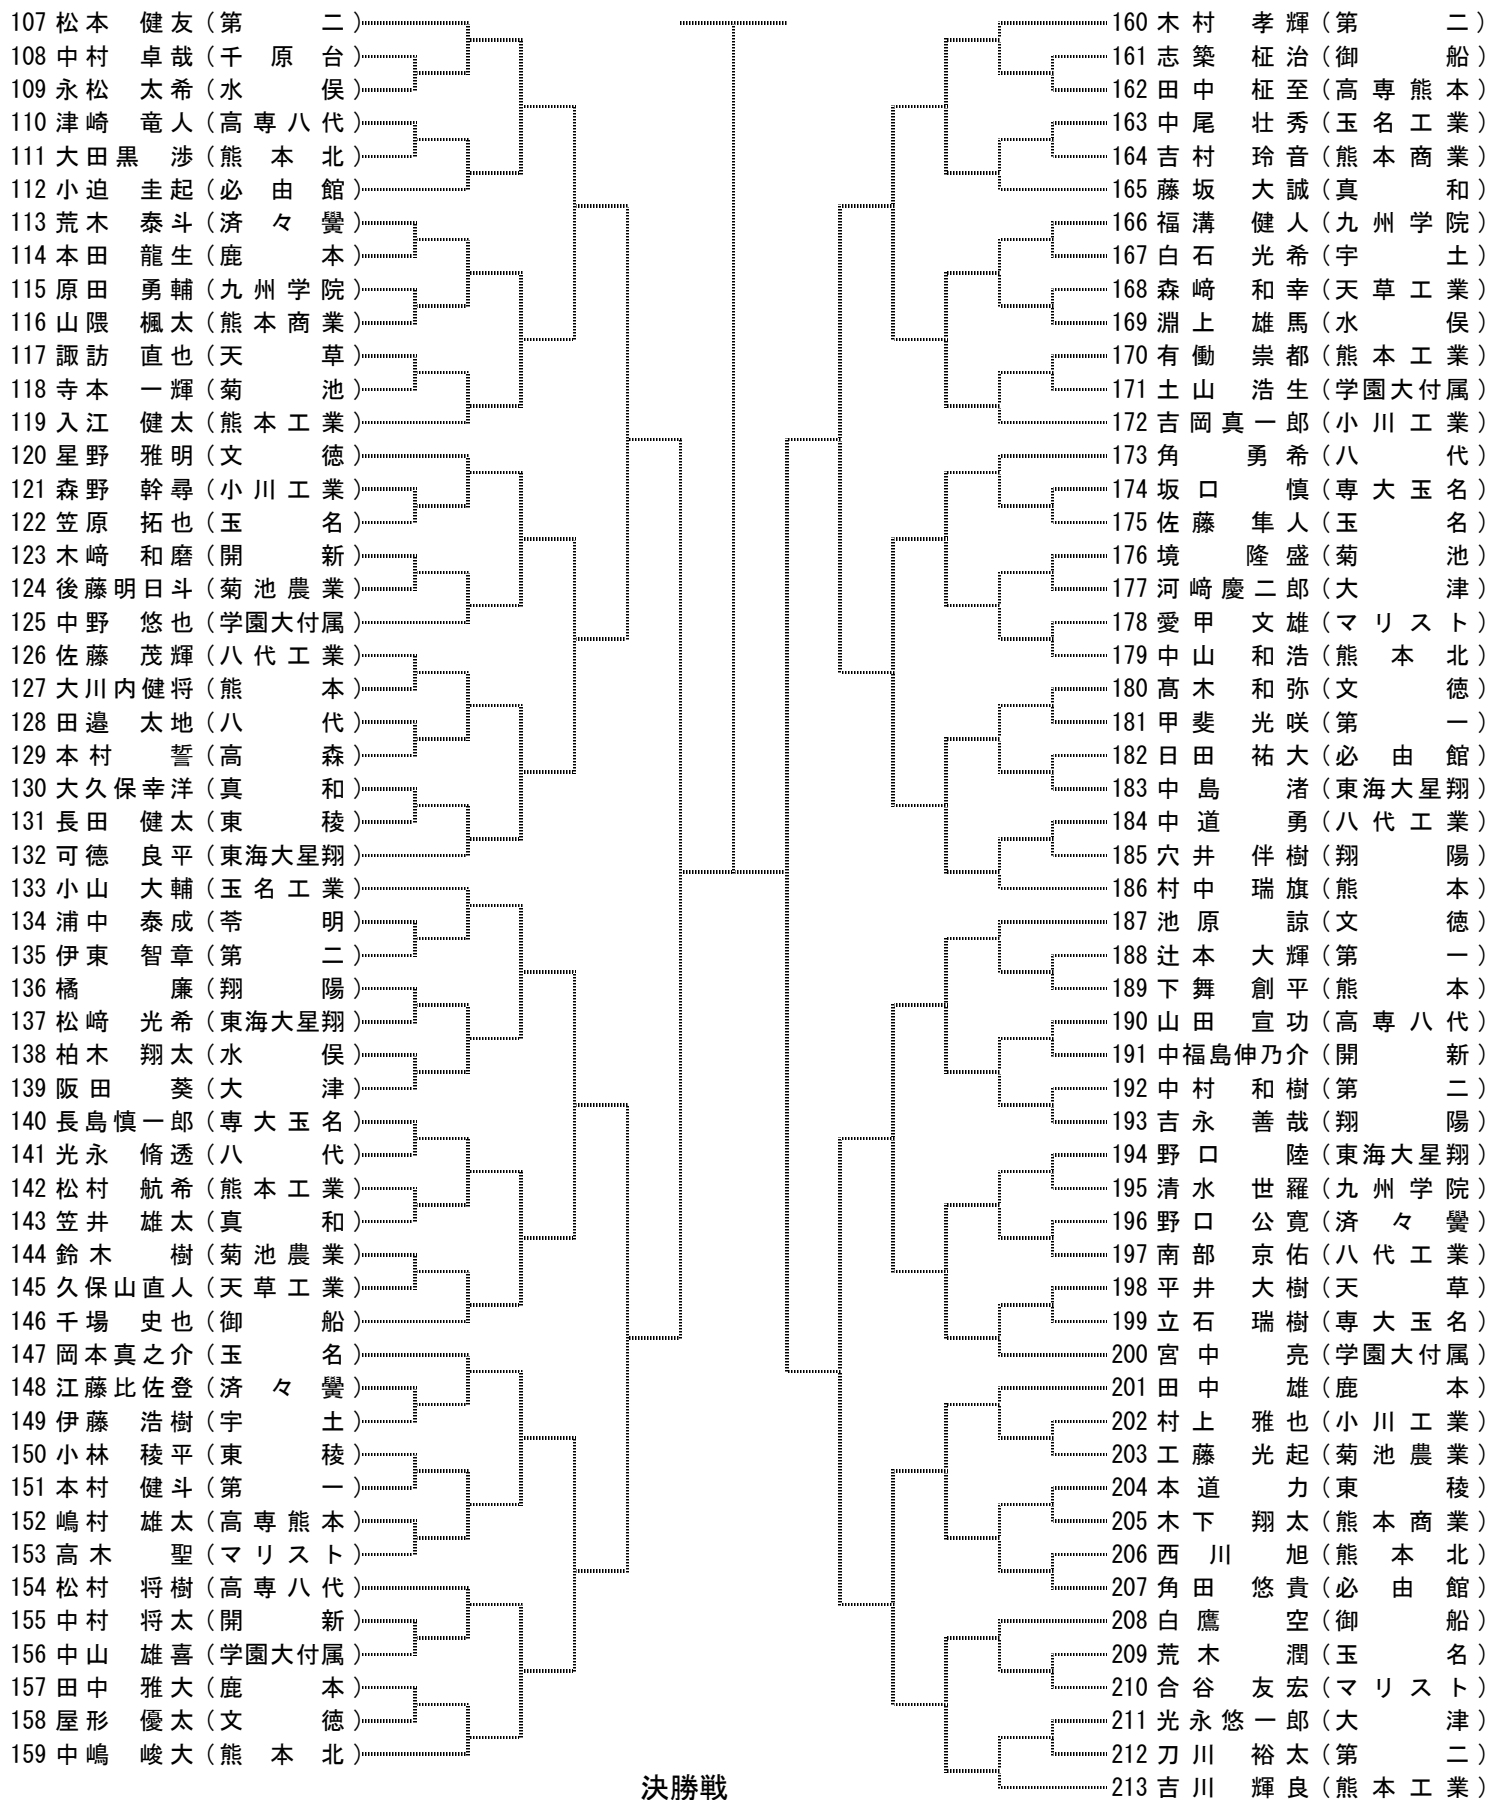 107 松本 健友（第 二）
108 中村 卓哉（千 原 台）
109 永松 太希（水 俣）
110 津崎 竜人（高専八代）
111 大田黒 渉（熊 本 北）
112 小迫 圭起（必 由 館）
113 荒木 泰斗（済 々 黌）
114 本田 龍生（鹿 本）
115 原田 勇輔（九州学院）
116 山隈 楓太（熊本商業）
117 諏訪 直也（天 草）
118 寺本 一輝（菊 池）
119 入江 健太（熊本工業）
120 星野 雅明（文 徳）
121 森野 幹尋（小川工業）
122 笠原 拓也（玉 名）
123 木﨑 和磨（開 新）
124 後藤明日斗（菊池農業）
125 中野 悠也（学園大付属）
126 佐藤 茂輝（八代工業）
127 大川内健将（熊 本）
128 田邉 太地（八 代）
129 本村 誓（高 森）
130 大久保幸洋（真 和）
131 長田 健太（東 稜）
132 可德 良平（東海大星翔）
133 小山 大輔（玉名工業）
134 浦中 泰成（苓 明）
135 伊東 智章（第 二）
136 橘 廉（翔 陽）
137 松﨑 光希（東海大星翔）
138 柏木 翔太（水 俣）
139 阪田 葵（大 津）
140 長島慎一郎（専大玉名）
141 光永 脩透（八 代）
142 松村 航希（熊本工業）
143 笠井 雄太（真 和）
144 鈴木 樹（菊池農業）
145 久保山直人（天草工業）
146 千場 史也（御 船）
147 岡本真之介（玉 名）
148 江藤比佐登（済 々 黌）
149 伊藤 浩樹（宇 土）
150 小林 稜平（東 稜）
151 本村 健斗（第 一）
152 嶋村 雄太（高専熊本）
153 高木 聖（マリスト）
154 松村 将樹（高専八代）
155 中村 将太（開 新）
156 中山 雄喜（学園大付属）
157 田中 雅大（鹿 本）
158 屋形 優太（文 徳）
159 中嶋 崚大（熊 本 北）
決勝戦
160 木村 孝輝（第 二）
161 志築 柾治（御 船）
162 田中 柾至（高専熊本）
163 中尾 壮秀（玉名工業）
164 吉村 玲音（熊本商業）
165 藤坂 大誠（真 和）
166 福溝 健人（九州学院）
167 白石 光希（宇 土）
168 森﨑 和幸（天草工業）
169 淵上 雄馬（水 俣）
170 有働 崇都（熊本工業）
171 土山 浩生（学園大付属）
172 吉岡真一郎（小川工業）
173 角 勇希（八 代）
174 坂口 慎（専大玉名）
175 佐藤 隼人（玉 名）
176 境 隆盛（菊 池）
177 河﨑慶二郎（大 津）
178 愛甲 文雄（マリスト）
179 中山 和浩（熊 本 北）
180 髙木 和弥（文 徳）
181 甲斐 光咲（第 一）
182 日田 祐大（必 由 館）
183 中島 渚（東海大星翔）
184 中道 勇（八代工業）
185 穴井 伴樹（翔 陽）
186 村中 瑞旗（熊 本）
187 池原 諒（文 徳）
188 辻本 大輝（第 一）
189 下舞 創平（熊 本）
190 山田 宣功（高専八代）
191 中福島伸乃介（開 新）
192 中村 和樹（第 二）
193 吉永 善哉（翔 陽）
194 野口 陸（東海大星翔）
195 清水 世羅（九州学院）
196 野口 公寛（済 々 黌）
197 南部 京佑（八代工業）
198 平井 大樹（天 草）
199 立石 瑞樹（専大玉名）
200 宮中 亮（学園大付属）
201 田中 雄（鹿 本）
202 村上 雅也（小川工業）
203 工藤 光起（菊池農業）
204 本道 力（東 稜）
205 木下 翔太（熊本商業）
206 西川 旭（熊 本 北）
207 角田 悠貴（必 由 館）
208 白鷹 空（御 船）
209 荒木 潤（玉 名）
210 合谷 友宏（マリスト）
211 光永悠一郎（大 津）
212 刀川 裕太（第 二）
213 吉川 輝良（熊本工業）